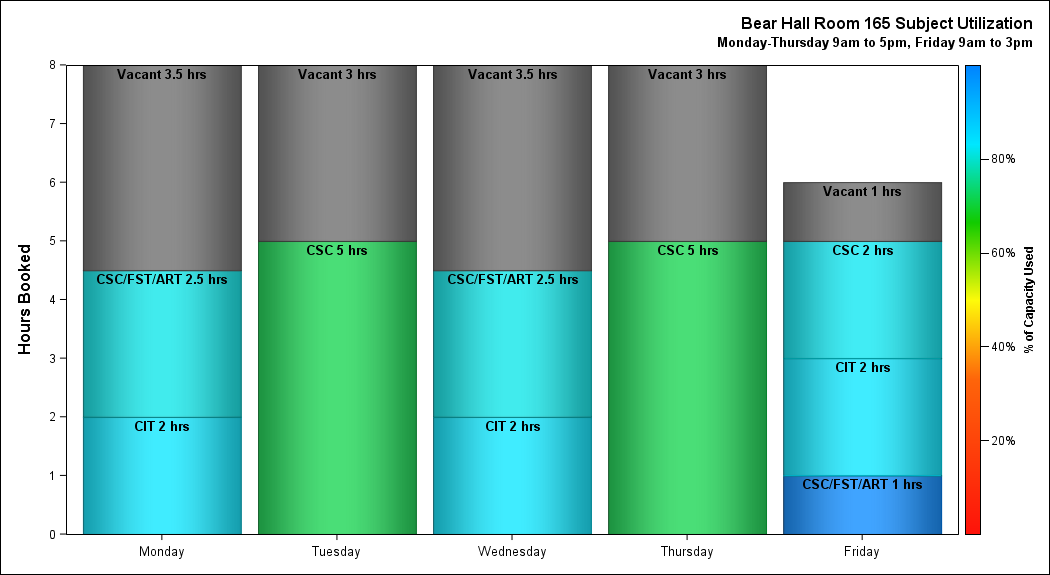 Bear Hall Room 165 Subject Utilization
Monday-Thursday 9am to 5pm, Friday 9am to 3pm
Hours Booked
8
7
6
5
4
3
2
1
0
Vacant 3.5 hrs
CSC/FST/ART 2.5 hrs
CIT 2 hrs
Vacant 3 hrs
CSC 5 hrs
Vacant 3.5 hrs
CSC/FST/ART 2.5 hrs
CIT 2 hrs
Vacant 3 hrs
CSC 5 hrs
Vacant 1 hrs
CSC 2 hrs
CIT 2 hrs
CSC/FST/ART 1 hrs
Monday
Tuesday
Wednesday
Thursday
Friday
80%
60%
40%
20%
% of Capacity Used